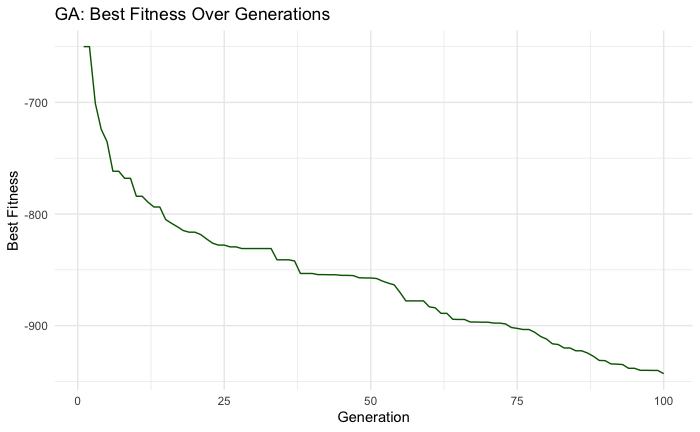 GA: Best Fitness Over Generations
Best Fitness
-700
-800
-900
0 25 50 75 100
Generation